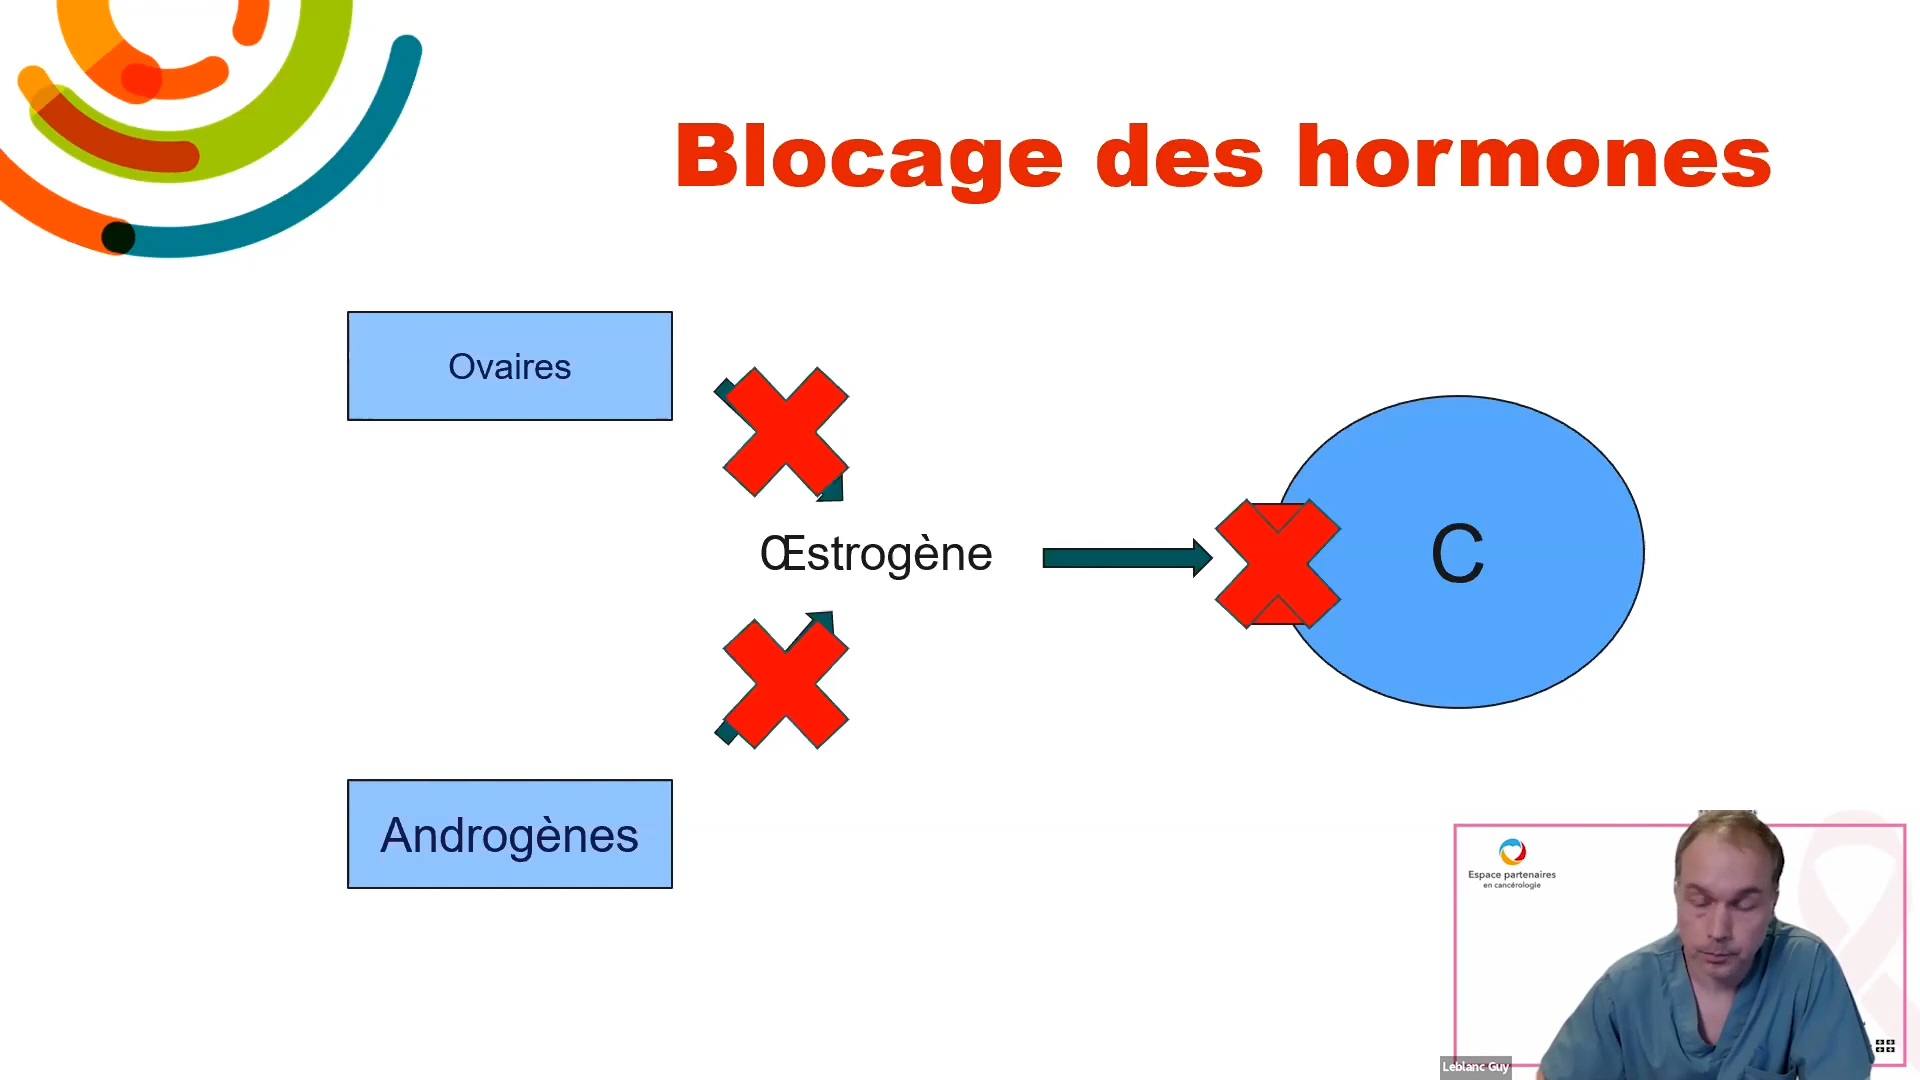 Blocage des hormones
Ovaires
Œstrogène
C
Androgènes
Espace partenaires
en cancérologie
Leblanc Guy